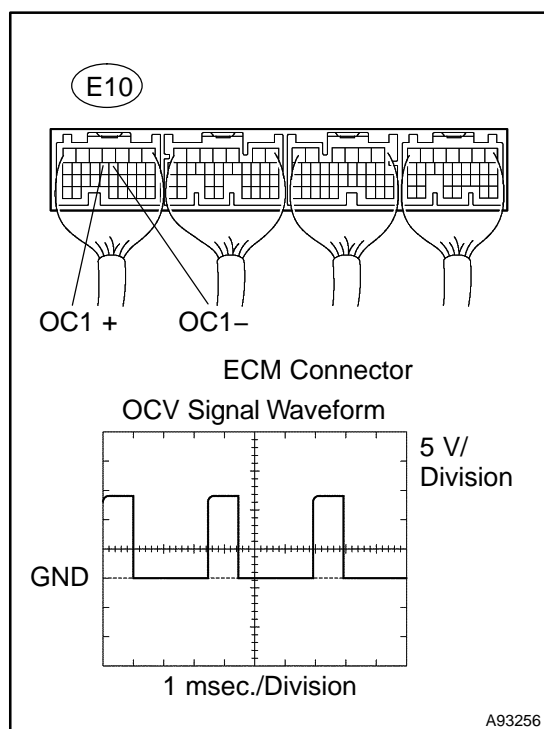 E10
OC1 + OC1−
ECM Connector
OCV Signal Waveform
5 V/
Division
GND
1 msec./Division
A93256